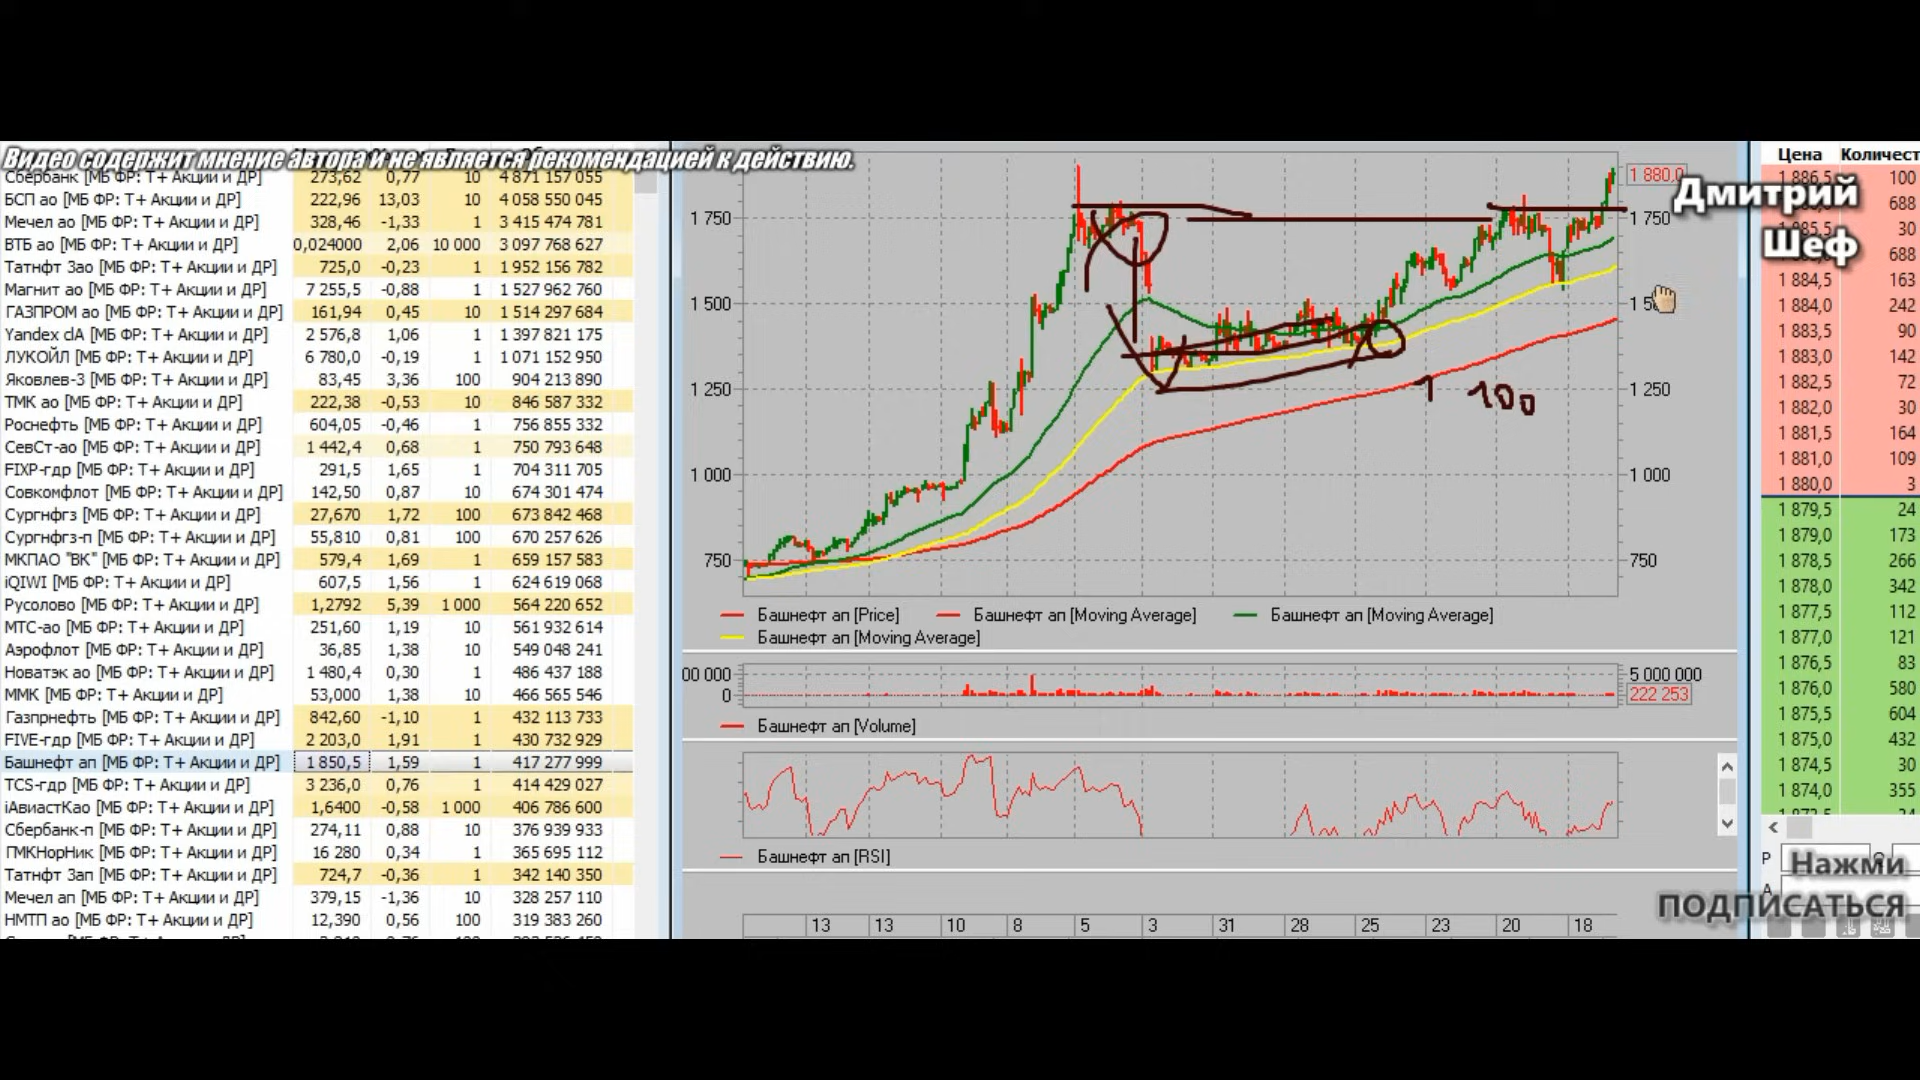 Видео содержит мнение автора и не является рекомендацией к действию.
Сбербанк [МБ ФР: Т+ Акции и ДР] 273,62 0,77 10 4 871 157 055
БСП ао [МБ ФР: Т+ Акции и ДР] 222,96 13,03 10 4 058 550 045
Мечел ао [МБ ФР: Т+ Акции и ДР] 328,46 -1,33 1 3 415 474 781
ВТБ ао [МБ ФР: Т+ Акции и ДР] 0,024000 2,06 10 000 3 097 768 627
Татнфт 3ао [МБ ФР: Т+ Акции и ДР] 725,0 -0,23 1 1 952 156 782
Магнит ао [МБ ФР: Т+ Акции и ДР] 7 255,5 -0,88 1 1 527 962 760
ГАЗПРОМ ао [МБ ФР: Т+ Акции и ДР] 161,94 0,45 10 1 514 297 684
Yandex clA [МБ ФР: Т+ Акции и ДР] 2 576,8 1,06 1 1 397 821 175
ЛУКОЙЛ [МБ ФР: Т+ Акции и ДР] 6 780,0 -0,19 1 1 071 152 950
Яковлев-3 [МБ ФР: Т+ Акции и ДР] 83,45 3,36 100 904 213 890
ТМК ао [МБ ФР: Т+ Акции и ДР] 222,38 -0,53 10 846 587 332
Роснефть [МБ ФР: Т+ Акции и ДР] 604,05 -0,46 1 756 855 332
СевСт-ао [МБ ФР: Т+ Акции и ДР] 1 442,4 0,68 1 750 793 648
FIXP-гдр [МБ ФР: Т+ Акции и ДР] 291,5 1,65 1 704 311 705
Совкомфлот [МБ ФР: Т+ Акции и ДР] 142,50 0,87 10 674 301 474
Сургнфгз [МБ ФР: Т+ Акции и ДР] 27,670 1,72 100 673 842 468
Сургнфгз-п [МБ ФР: Т+ Акции и ДР] 55,810 0,81 100 670 257 626
МКПАО "ВК" [МБ ФР: Т+ Акции и ДР] 579,4 1,69 1 659 157 583
iQIWI [МБ ФР: Т+ Акции и ДР] 607,5 1,56 1 624 619 068
Русолово [МБ ФР: Т+ Акции и ДР] 1,2792 5,39 1 000 564 220 652
МТС-ао [МБ ФР: Т+ Акции и ДР] 251,60 1,19 10 561 932 614
Аэрофлот [МБ ФР: Т+ Акции и ДР] 36,85 1,38 10 549 048 241
Новатэк ао [МБ ФР: Т+ Акции и ДР] 1 480,4 0,30 1 486 437 188
ММК [МБ ФР: Т+ Акции и ДР] 53,000 1,38 10 466 565 546
Газпрнефть [МБ ФР: Т+ Акции и ДР] 842,60 -1,10 1 432 113 733
FIVE-гдр [МБ ФР: Т+ Акции и ДР] 2 203,0 1,91 1 430 732 929
Башнефт ап [МБ ФР: Т+ Акции и ДР] 1 850,5 1,59 1 417 277 999
TCS-гдр [МБ ФР: Т+ Акции и ДР] 3 236,0 0,76 1 414 429 027
iАвиастКао [МБ ФР: Т+ Акции и ДР] 1,6400 -0,58 1 000 406 786 600
Сбербанк-п [МБ ФР: Т+ Акции и ДР] 274,11 0,88 10 376 939 933
ГМКНорНик [МБ ФР: Т+ Акции и ДР] 16 280 0,34 1 365 695 112
Татнфт 3ап [МБ ФР: Т+ Акции и ДР] 724,7 -0,36 1 342 140 350
Мечел ап [МБ ФР: Т+ Акции и ДР] 379,15 -1,36 10 328 257 110
НМТП ао [МБ ФР: Т+ Акции и ДР] 12,390 0,56 100 319 383 260
1 880,0
1 750 1 750
1 500
1 250 1 250
1 000 1 000
750 750
1 100
Башнефт ап [Price] Башнефт ап [Moving Average] Башнефт ап [Moving Average]
Башнефт ап [Moving Average]
00 000 5 000 000
0 222 253
Башнефт ап [Volume]
Башнефт ап [RSI]
13 13 10 8 5 3 31 28 25 23 20 18
Цена Количест
1 886,5 100
688
30
688
1 884,5 163
1 884,0 242
1 883,5 90
1 883,0 142
1 882,5 72
1 882,0 30
1 881,5 164
1 881,0 109
1 880,0 3
1 879,5 24
1 879,0 173
1 878,5 266
1 878,0 342
1 877,5 112
1 877,0 121
1 876,5 83
1 876,0 580
1 875,5 604
1 875,0 432
1 874,5 30
1 874,0 355
Дмитрий
Шеф
P
A
Нажми
ПОДПИСАТЬСЯ